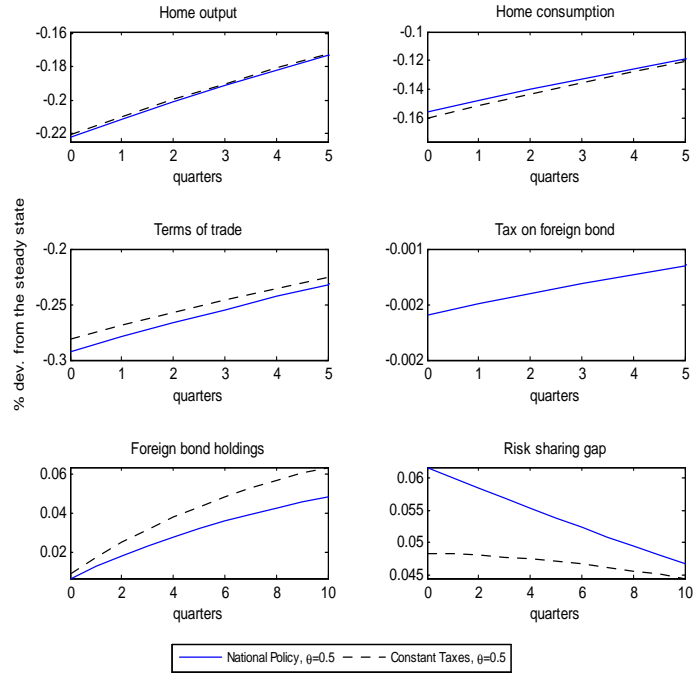 Home output
Home consumption
-0.16
-0.18
-0.2
-0.22
0 1 2 3 4 5
quarters
-0.1
-0.12
-0.14
-0.16
0 1 2 3 4 5
quarters
% dev. from the steady state
Terms of trade
Tax on foreign bond
-0.2
-0.25
-0.3
0 1 2 3 4 5
quarters
-0.001
-0.002
-0.002
0 1 2 3 4 5
quarters
Foreign bond holdings
Risk sharing gap
0.06
0.04
0.02
0 2 4 6 8 10
quarters
0.06
0.055
0.05
0.045
0 2 4 6 8 10
quarters
National Policy, θ=0.5 Constant Taxes, θ=0.5